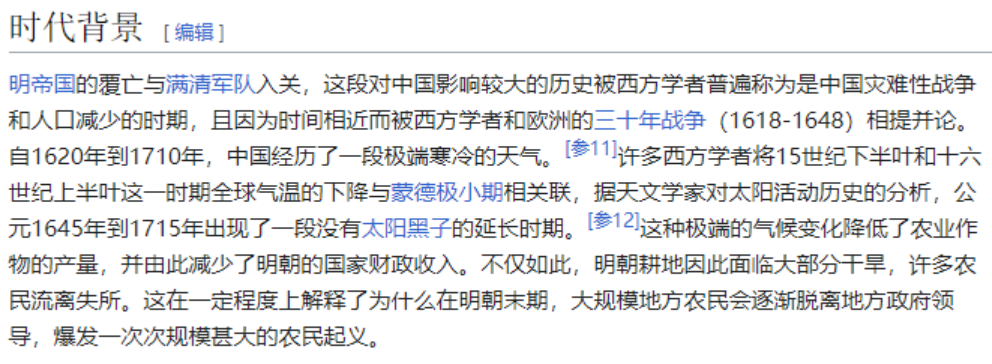 时代背景 [编辑]
明帝国的覆亡与满清军队入关，这段对中国影响较大的历史被西方学者普遍称为是中国灾难性战争
和人口减少的时期，且因为时间相近而被西方学者和欧洲的三十年战争（1618-1648）相提并论。
自1620年到1710年，中国经历了一段极端寒冷的天气。[参11]许多西方学者将15世纪下半叶和十六
世纪上半叶这一时期全球气温的下降与蒙德极小期相关联，据天文学家对太阳活动历史的分析，公
元1645年到1715年出现了一段没有太阳黑子的延长时期。[参12]这种极端的气候变化降低了农业作
物的产量，并由此减少了明朝的国家财政收入。不仅如此，明朝耕地因此面临大部分干旱，许多农
民流离失所。这在一定程度上解释了为什么在明朝末期，大规模地方农民会逐渐脱离地方政府领
导，爆发一次次规模甚大的农民起义。